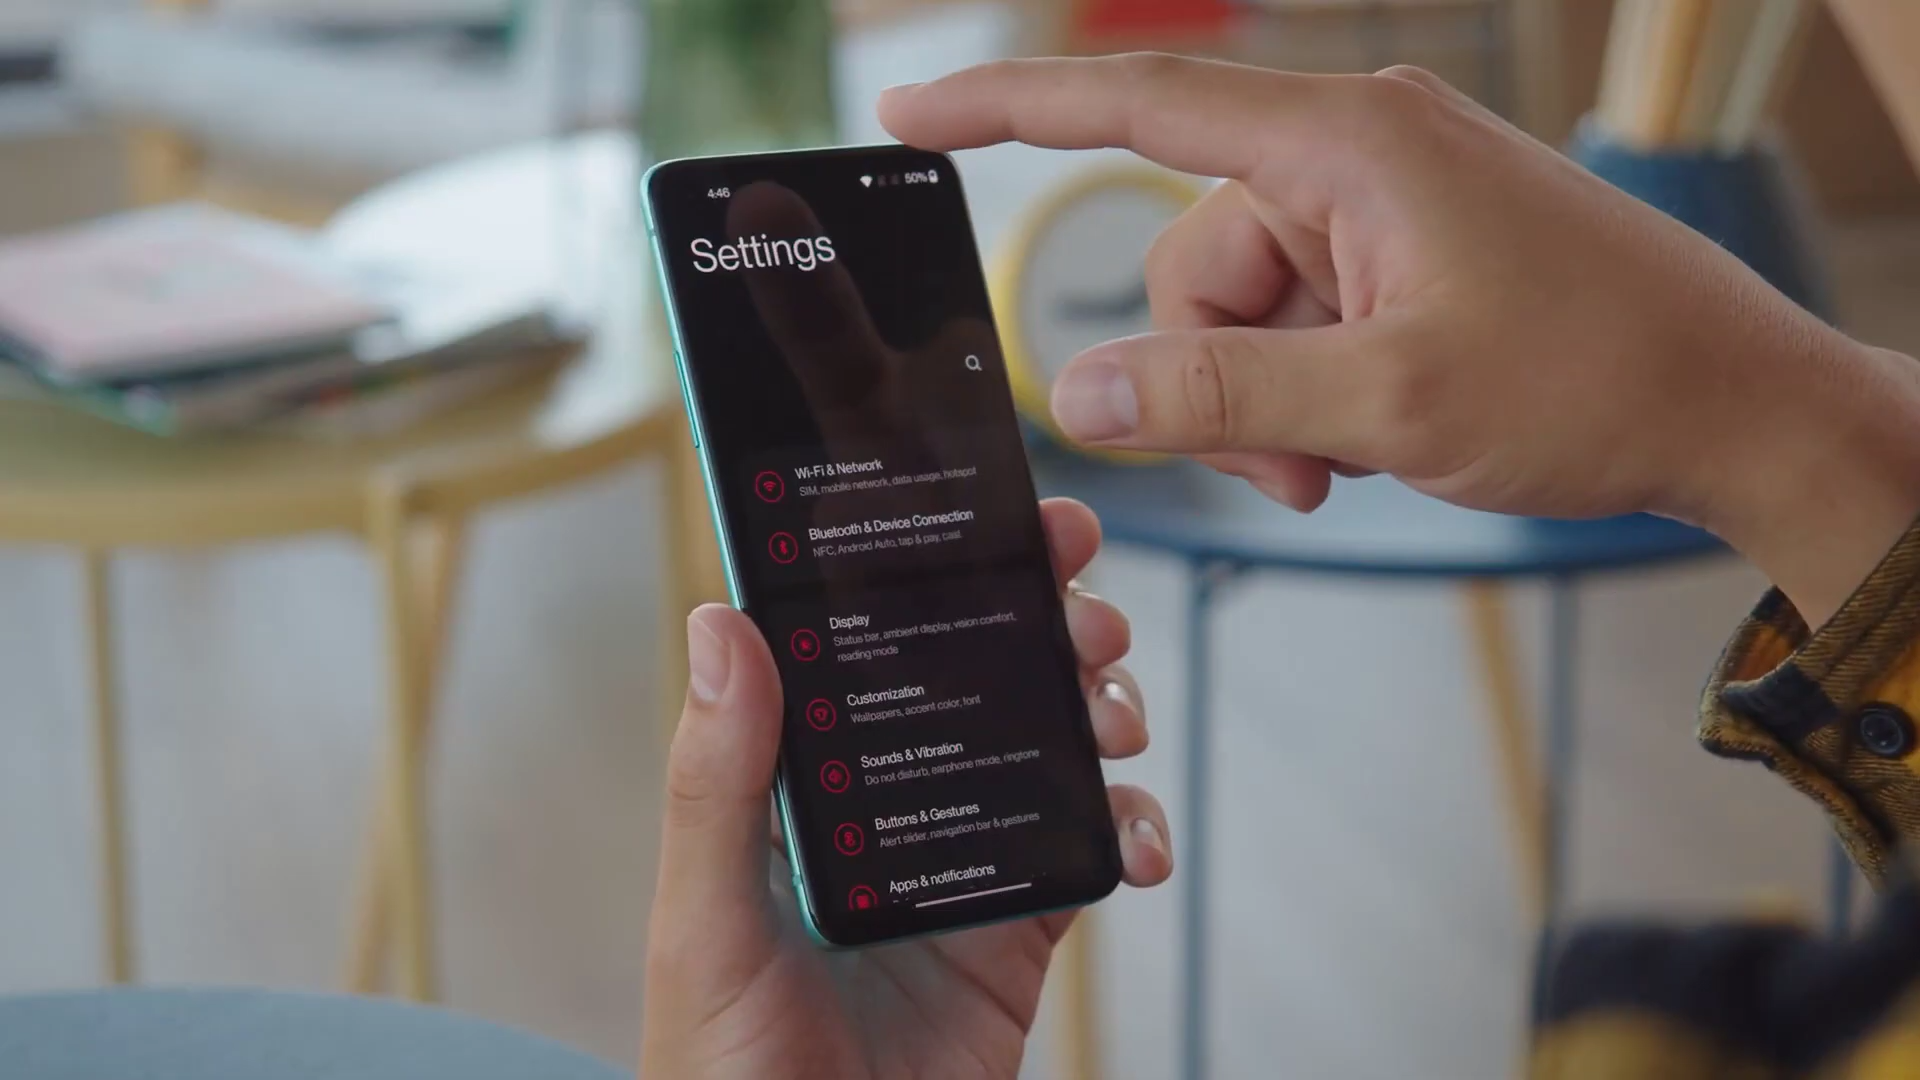 4:46
50%
Settings
Wi-Fi & Network
SIM, mobile network, data usage, hotspot
Bluetooth & Device Connection
NFC, Android Auto, tap & pay, cast
Display
Status bar, ambient display, vision comfort,
reading mode
Customization
Wallpapers, accent color, font
Sounds & Vibration
Do not disturb, earphone mode, ringtone
Buttons & Gestures
Alert slider, navigation bar & gestures
Apps & notifications